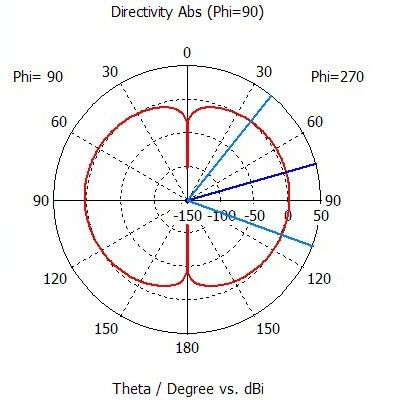 Directivity Abs (Phi=90)
0
Phi= 90 30 30 Phi=270
60 60
90 -150 -100 -50 0 50 90
120 120
150 150
180
Theta / Degree vs. dBi